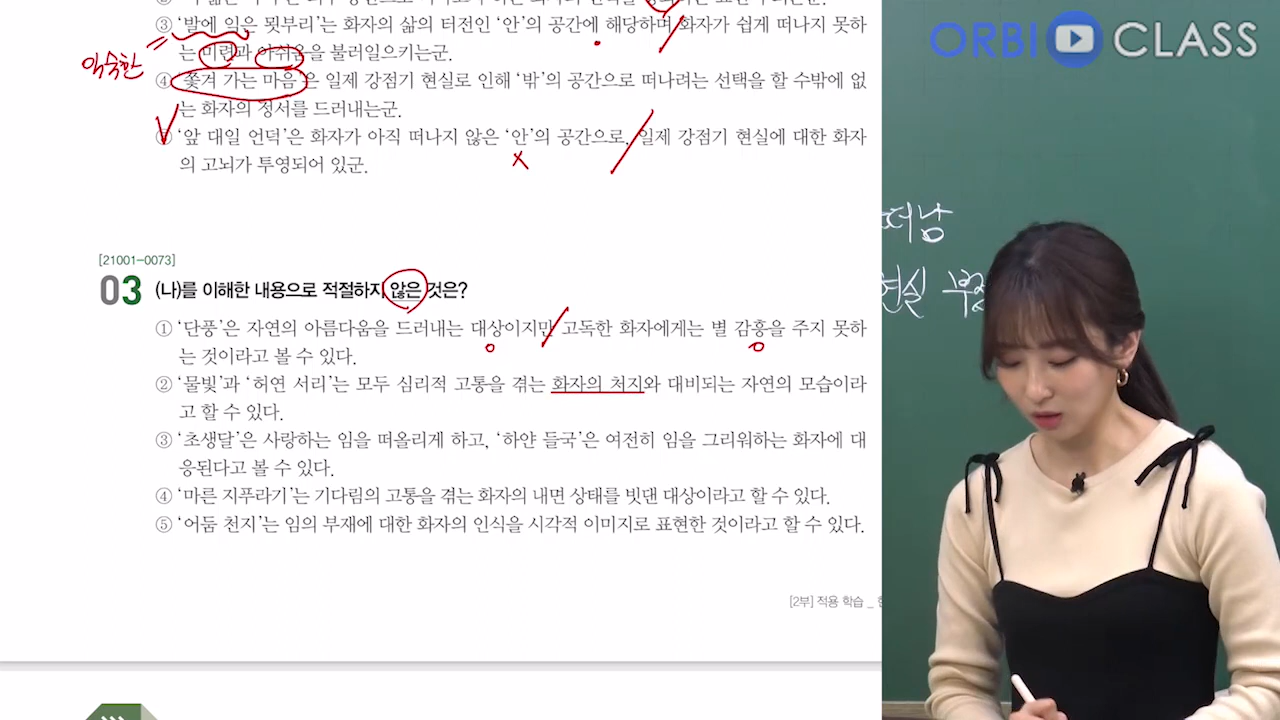 ③ ‘발에 익은 묏부리’는 화자의 삶의 터전인 ‘안’의 공간에 해당하며 화자가 쉽게 떠나지 못하
는 미련과 아쉬움을 불러일으키는군.
익숙한
④ ‘쫓겨 가는 마음’은 일제 강점기 현실로 인해 ‘밖’의 공간으로 떠나려는 선택을 할 수밖에 없
는 화자의 정서를 드러내는군.
‘앞 대일 언덕’은 화자가 아직 떠나지 않은 ‘안’의 공간으로, 일제 강점기 현실에 대한 화자
의 고뇌가 투영되어 있군.
[21001-0073]
03 (나)를 이해한 내용으로 적절하지 않은 것은?
① ‘단풍’은 자연의 아름다움을 드러내는 대상이지만 고독한 화자에게는 별 감흥을 주지 못하
는 것이라고 볼 수 있다.
② ‘물빛’과 ‘허연 서리’는 모두 심리적 고통을 겪는 화자의 처지와 대비되는 자연의 모습이라
고 할 수 있다.
③ ‘초생달’은 사랑하는 임을 떠올리게 하고, ‘하얀 들국’은 여전히 임을 그리워하는 화자에 대
응된다고 볼 수 있다.
④ ‘마른 지푸라기’는 기다림의 고통을 겪는 화자의 내면 상태를 빗댄 대상이라고 할 수 있다.
⑤ ‘어둠 천지’는 임의 부재에 대한 화자의 인식을 시각적 이미지로 표현한 것이라고 할 수 있다.
[2부] 적용 학습 _
ORBI CLASS
떠남
현실